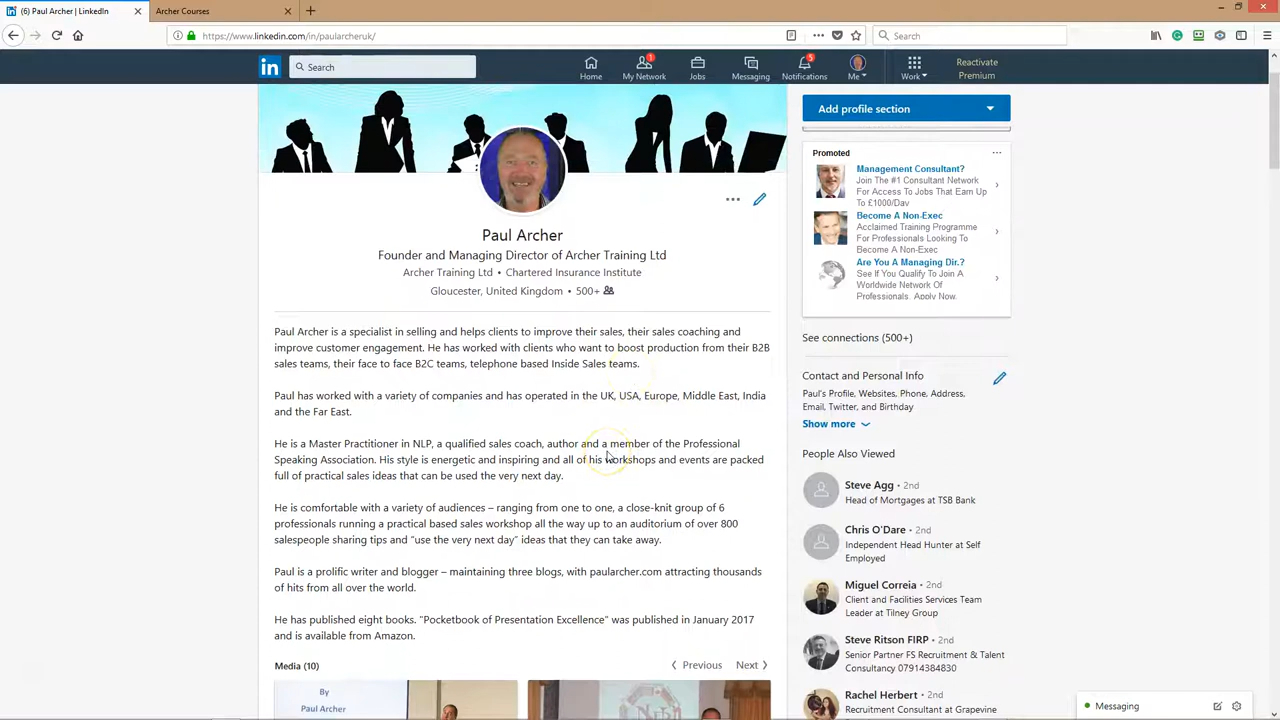 (6) Paul Archer | LinkedIn
Archer Courses
https://www.linkedin.com/in/paularcheruk/
Search
in
Search
Home
1
My Network
Jobs
Messaging
5
Notifications
Me
Work
Reactivate
Premium
Paul Archer
Founder and Managing Director of Archer Training Ltd
Archer Training Ltd • Chartered Insurance Institute
Gloucester, United Kingdom • 500+
Paul Archer is a specialist in selling and helps clients to improve their sales, their sales coaching and
improve customer engagement. He has worked with clients who want to boost production from their B2B
sales teams, their face to face B2C teams, telephone based Inside Sales teams.
Paul has worked with a variety of companies and has operated in the UK, USA, Europe, Middle East, India
and the Far East.
He is a Master Practitioner in NLP, a qualified sales coach, author and a member of the Professional
Speaking Association. His style is energetic and inspiring and all of his workshops and events are packed
full of practical sales ideas that can be used the very next day.
He is comfortable with a variety of audiences – ranging from one to one, a close-knit group of 6
professionals running a practical based sales workshop all the way up to an auditorium of over 800
salespeople sharing tips and "use the very next day" ideas that they can take away.
Paul is a prolific writer and blogger – maintaining three blogs, with paularcher.com attracting thousands
of hits from all over the world.
He has published eight books. "Pocketbook of Presentation Excellence" was published in January 2017
and is available from Amazon.
Media (10)
Previous
Next
By
Paul Archer
Add profile section
Promoted
Management Consultant?
Join The #1 Consultant Network
For Access To Jobs That Earn Up
To £1000/Day
Become A Non-Exec
Acclaimed Training Programme
For Professionals Looking To
Become A Non-Exec
Are You A Managing Dir.?
See If You Qualify To Join A
Worldwide Network Of
Professionals. Apply Now.
See connections (500+)
Contact and Personal Info
Paul's Profile, Websites, Phone, Address,
Email, Twitter, and Birthday
Show more
People Also Viewed
Steve Agg • 2nd
Head of Mortgages at TSB Bank
Chris O'Dare • 2nd
Independent Head Hunter at Self
Employed
Miguel Correia • 2nd
Client and Facilities Services Team
Leader at Tilney Group
Steve Ritson FIRP • 2nd
Senior Partner FS Recruitment & Talent
Consultancy 07914384830
Rachel Herbert • 2nd
Recruitment Consultant at Grapevine
Messaging